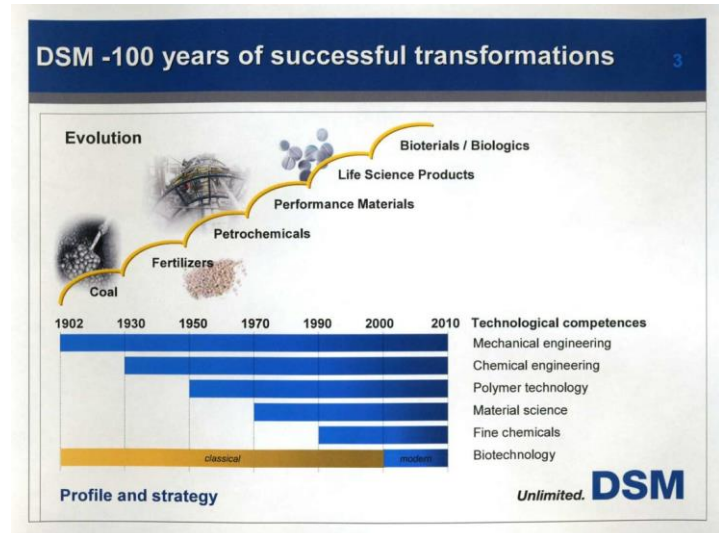 DSM -100 years of successful transformations
3
Evolution
Bioterials / Biologics
Life Science Products
Performance Materials
Petrochemicals
Fertilizers
Coal
1902 1930 1950 1970 1990 2000 2010 Technological competences
Mechanical engineering
Chemical engineering
Polymer technology
Material science
Fine chemicals
classical modern Biotechnology
Profile and strategy
Unlimited. DSM